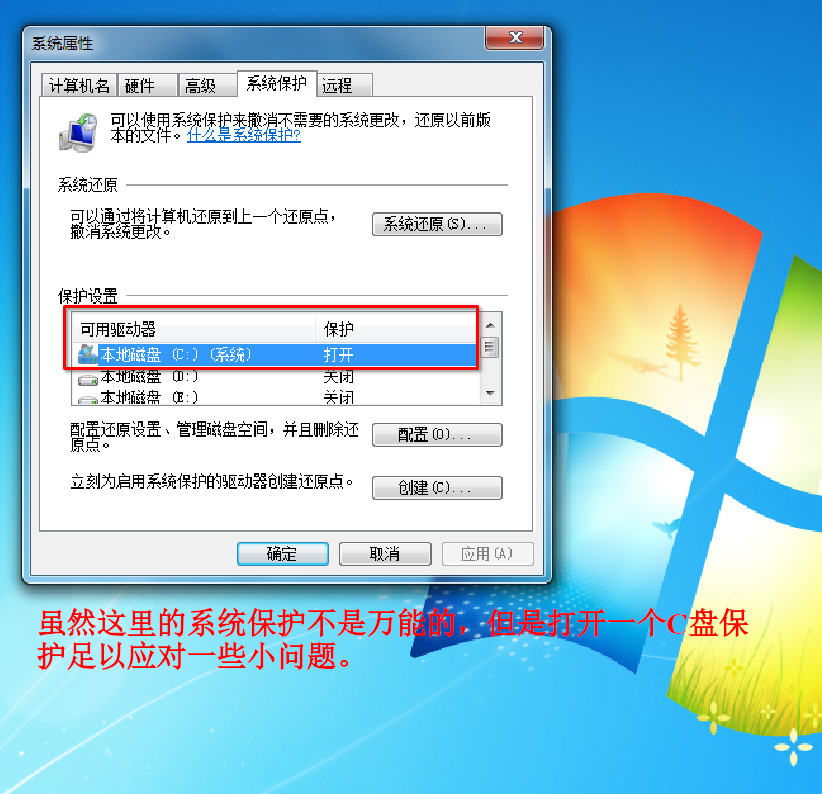 系统属性
计算机名 硬件 高级 系统保护 远程
可以使用系统保护来撤消不需要的系统更改，还原以前版
本的文件。什么是系统保护?
系统还原
可以通过将计算机还原到上一个还原点，
撤消系统更改。
系统还原(S)...
保护设置
可用驱动器 保护
本地磁盘 (C:) (系统) 打开
本地磁盘 (D:) 关闭
本地磁盘 (E:) 关闭
配置还原设置、管理磁盘空间，并且删除还
原点。
配置(O)...
立刻为启用系统保护的驱动器创建还原点。
创建(C)...
确定 取消 应用(A)
虽然这里的系统保护不是万能的，但是打开一个C盘保
护足以应对一些小问题。